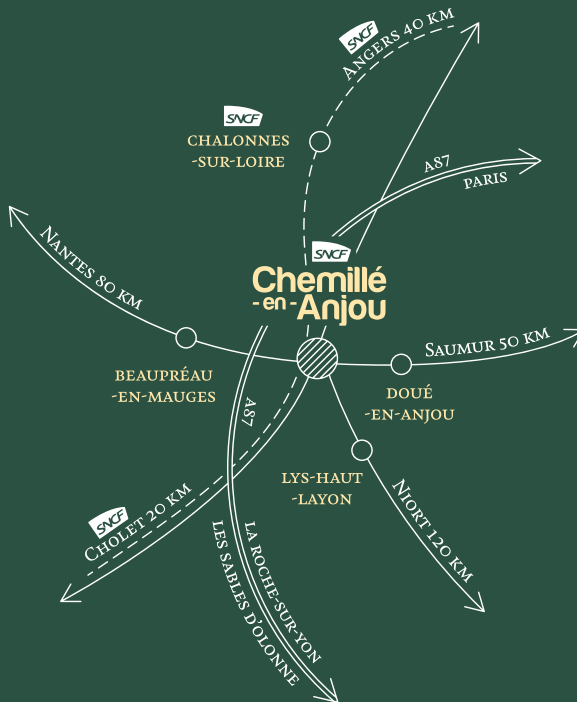 SNCF
ANGERS 40 KM
SNCF
CHALONNES
-SUR-LOIRE
A87
PARIS
NANTES 80 KM
SNCF
Chemillé
-en-Anjou
SAUMUR 50 KM
BEAUPRÉAU
-EN-MAUGES
DOUÉ
-EN-ANJOU
A87
LYS-HAUT
-LAYON
SNCF
CHOLET 20 KM
NIORT 120 KM
LA ROCHE-SUR-YON
LES SABLES D'OLONNE